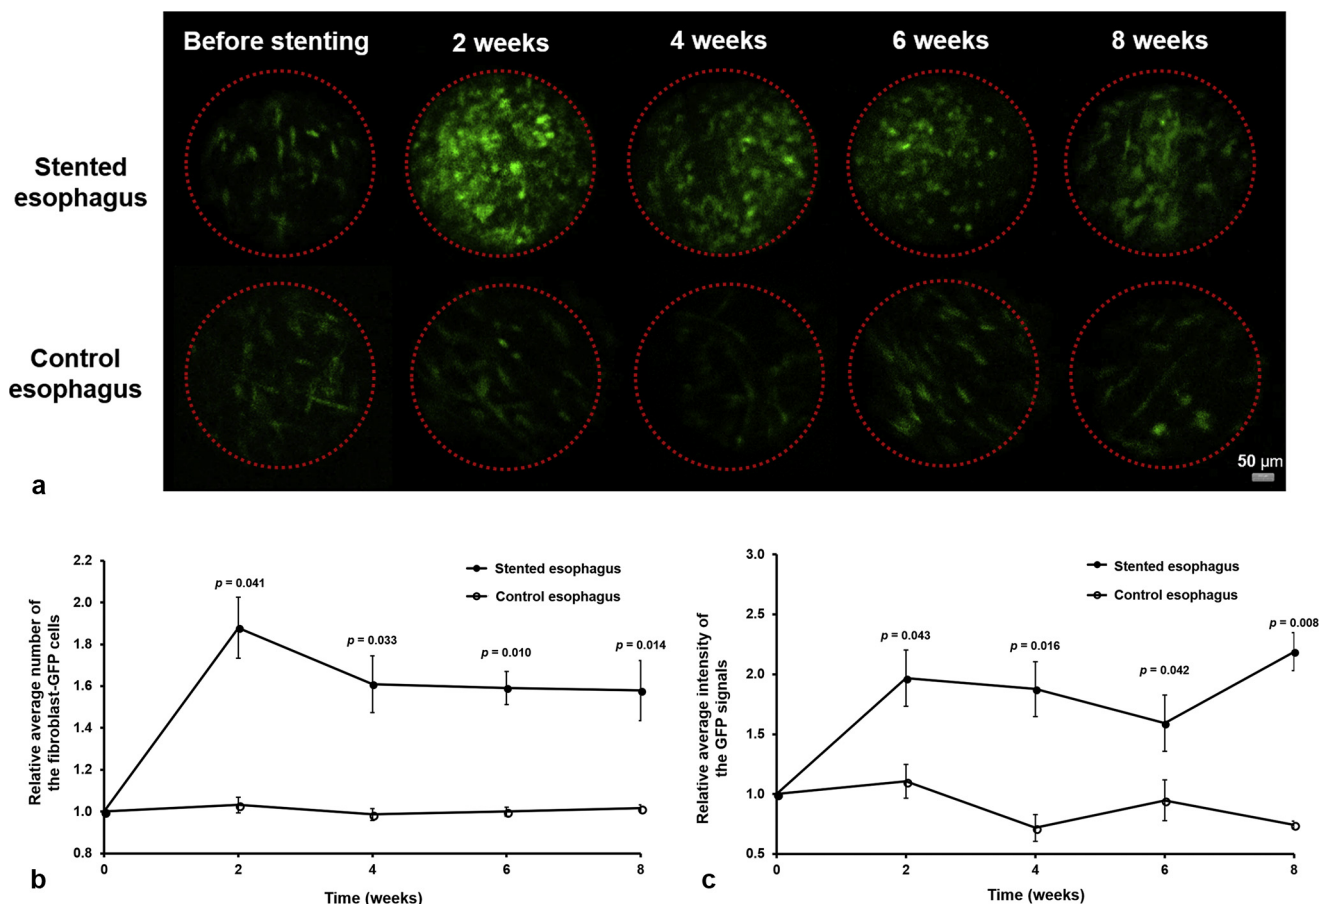 Before stenting
2 weeks
4 weeks
6 weeks
8 weeks
Stented
esophagus
Control
esophagus
50 µm
a
Relative average number of
the fibroblast-GFP cells
2.2
2.0
1.8
1.6
1.4
1.2
1.0
0.8
p = 0.041
p = 0.033
p = 0.010
p = 0.014
Stented esophagus
Control esophagus
0
2
4
6
8
Time (weeks)
b
Relative average intensity of
the GFP signals
3.0
2.5
2.0
1.5
1.0
0.5
p = 0.043
p = 0.016
p = 0.042
p = 0.008
Stented esophagus
Control esophagus
0
2
4
6
8
Time (weeks)
c